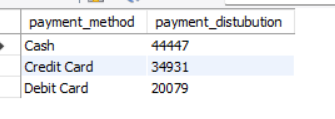 payment_method payment_distubution
Cash 44447
Credit Card 34931
Debit Card 20079